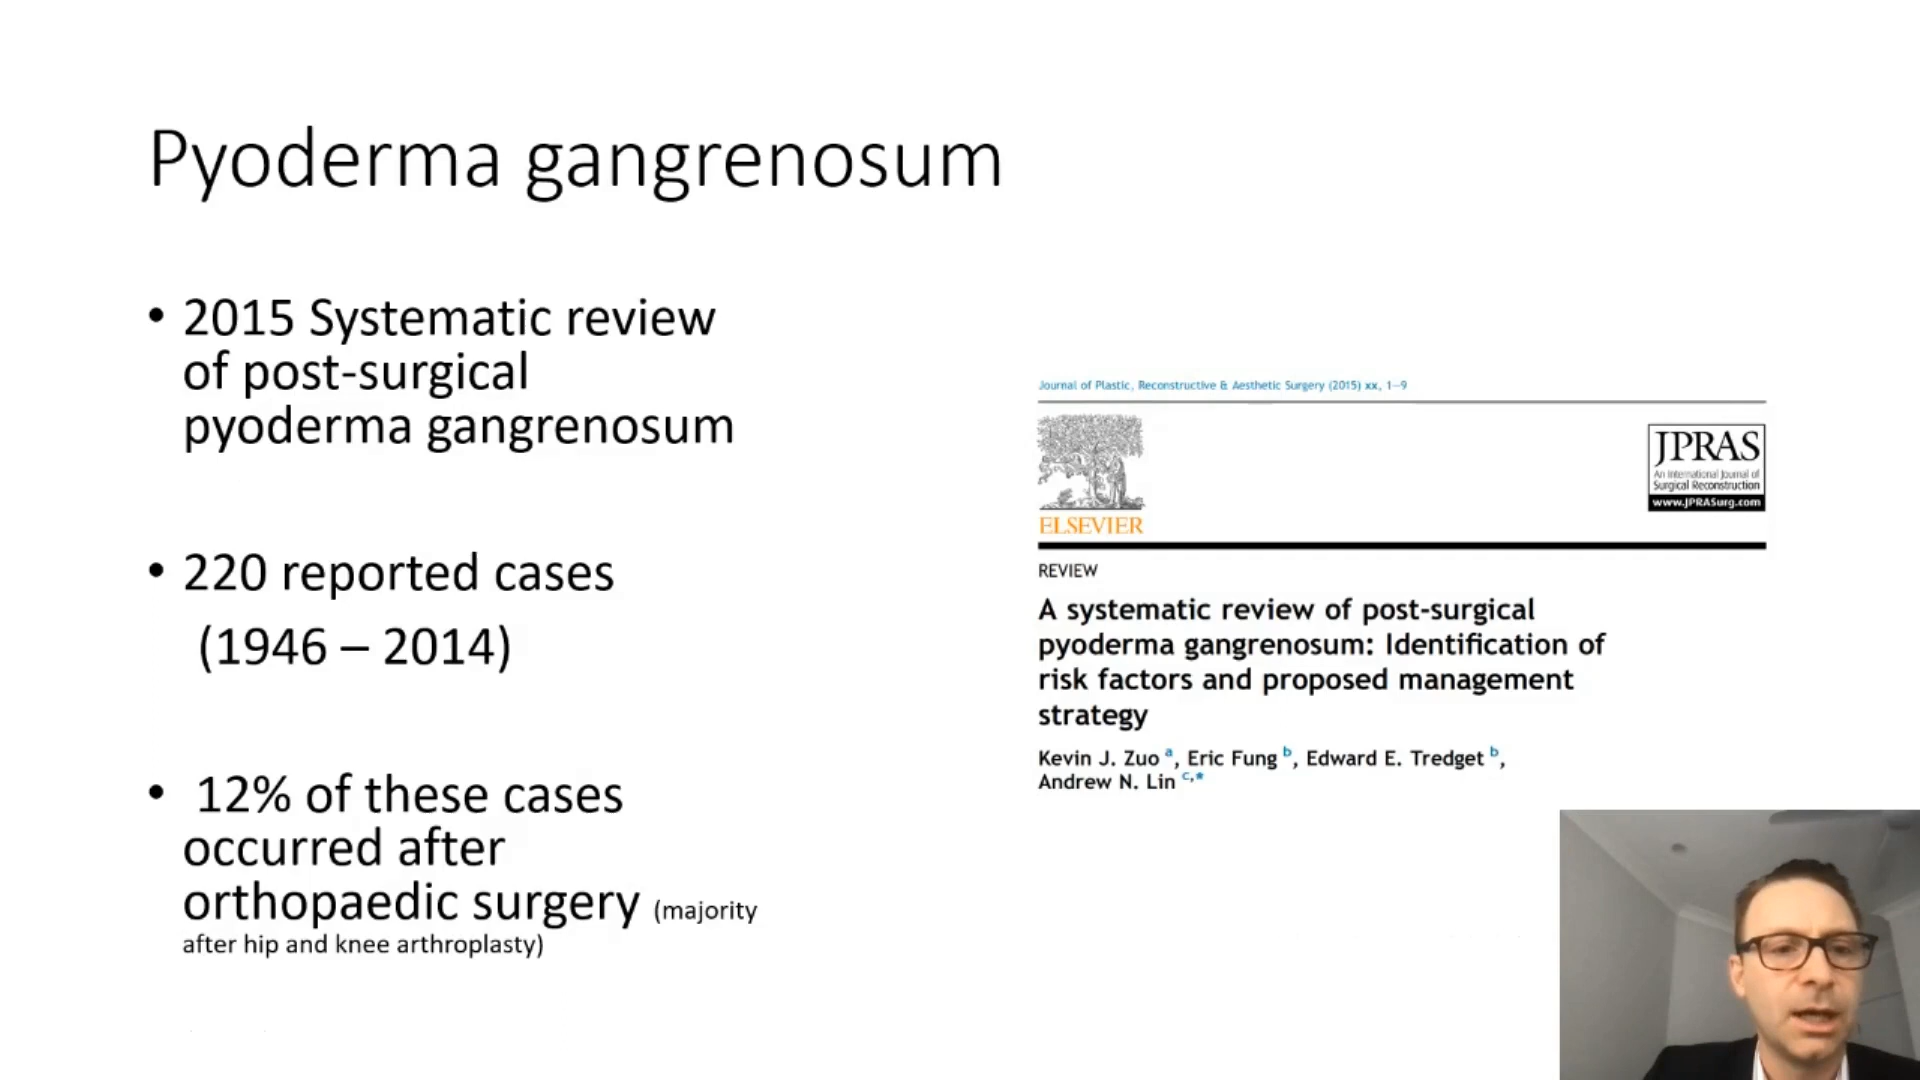 Pyoderma gangrenosum
• 2015 Systematic review
of post-surgical
pyoderma gangrenosum
• 220 reported cases
(1946 – 2014)
• 12% of these cases
occurred after
orthopaedic surgery (majority
after hip and knee arthroplasty)
Journal of Plastic, Reconstructive & Aesthetic Surgery (2015) xx, 1–9
ELSEVIER
JPRAS
An International Journal of
Surgical Reconstruction
www.JPRASurg.com
REVIEW
A systematic review of post-surgical
pyoderma gangrenosum: Identification of
risk factors and proposed management
strategy
Kevin J. Zuo a, Eric Fung b, Edward E. Tredget b,
Andrew N. Lin c,*